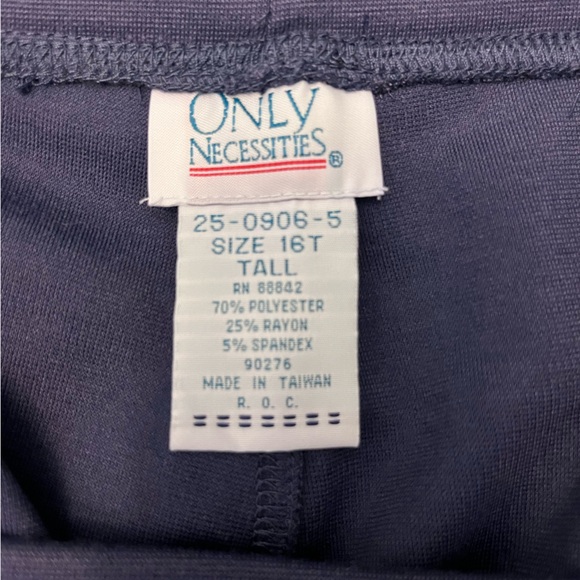 ONLY
NECESSITIES®
25-0906-5
SIZE 16T
TALL
RN 88842
70% POLYESTER
25% RAYON
5% SPANDEX
90276
MADE IN TAIWAN
R. O. C.